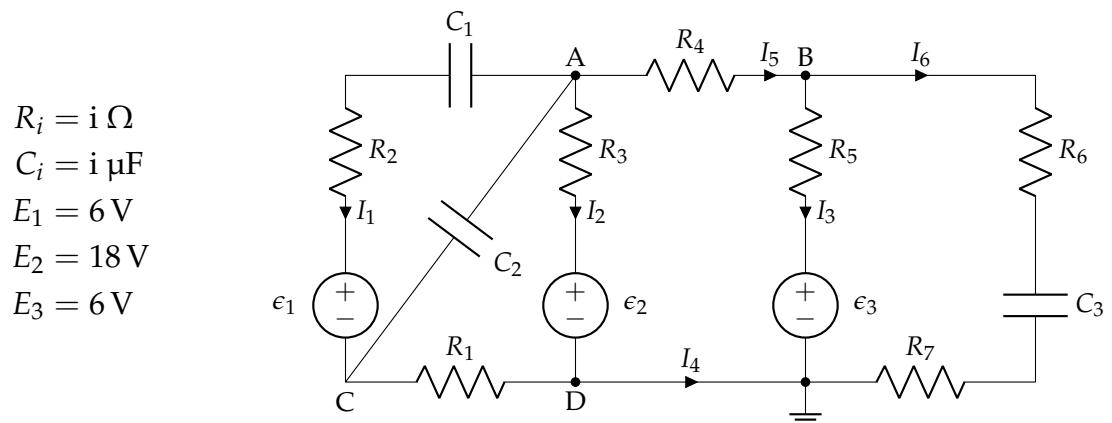 R_i = i Ω
C_i = i µF
E_1 = 6 V
E_2 = 18 V
E_3 = 6 V
C_1
A
R_4
I_5
B
I_6
R_2
R_3
R_5
R_6
I_1
I_2
I_3
C_2
ϵ_1
+
−
ϵ_2
+
−
ϵ_3
+
−
C_3
R_1
I_4
R_7
C
D